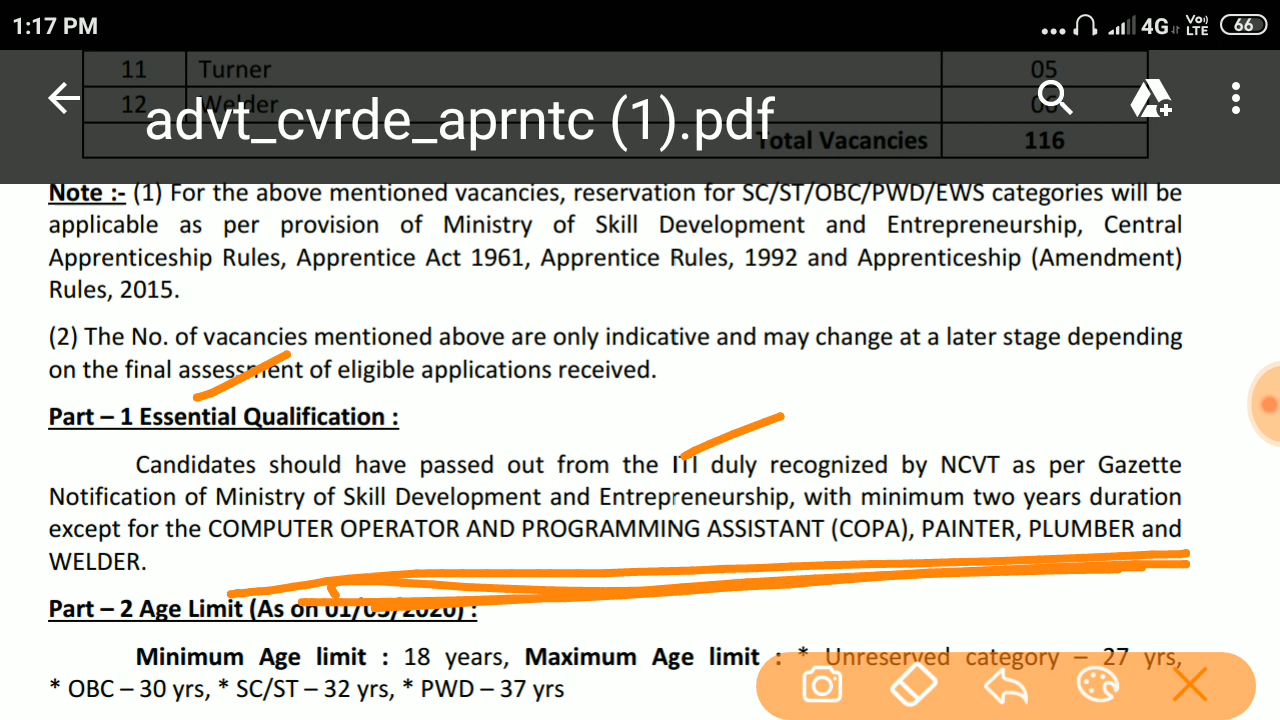 1:17 PM
4G
Vo)
LTE
66
11 Turner 05
12 Welder
advt_cvrde_aprntc (1).pdf
Total Vacancies 116
Note :- (1) For the above mentioned vacancies, reservation for SC/ST/OBC/PWD/EWS categories will be
applicable as per provision of Ministry of Skill Development and Entrepreneurship, Central
Apprenticeship Rules, Apprentice Act 1961, Apprentice Rules, 1992 and Apprenticeship (Amendment)
Rules, 2015.
(2) The No. of vacancies mentioned above are only indicative and may change at a later stage depending
on the final assessment of eligible applications received.
Part – 1 Essential Qualification :
Candidates should have passed out from the ITI duly recognized by NCVT as per Gazette
Notification of Ministry of Skill Development and Entrepreneurship, with minimum two years duration
except for the COMPUTER OPERATOR AND PROGRAMMING ASSISTANT (COPA), PAINTER, PLUMBER and
WELDER.
Part – 2 Age Limit (As on 01/05/2020) :
Minimum Age limit : 18 years, Maximum Age limit : * Unreserved category – 27 yrs,
* OBC – 30 yrs, * SC/ST – 32 yrs, * PWD – 37 yrs